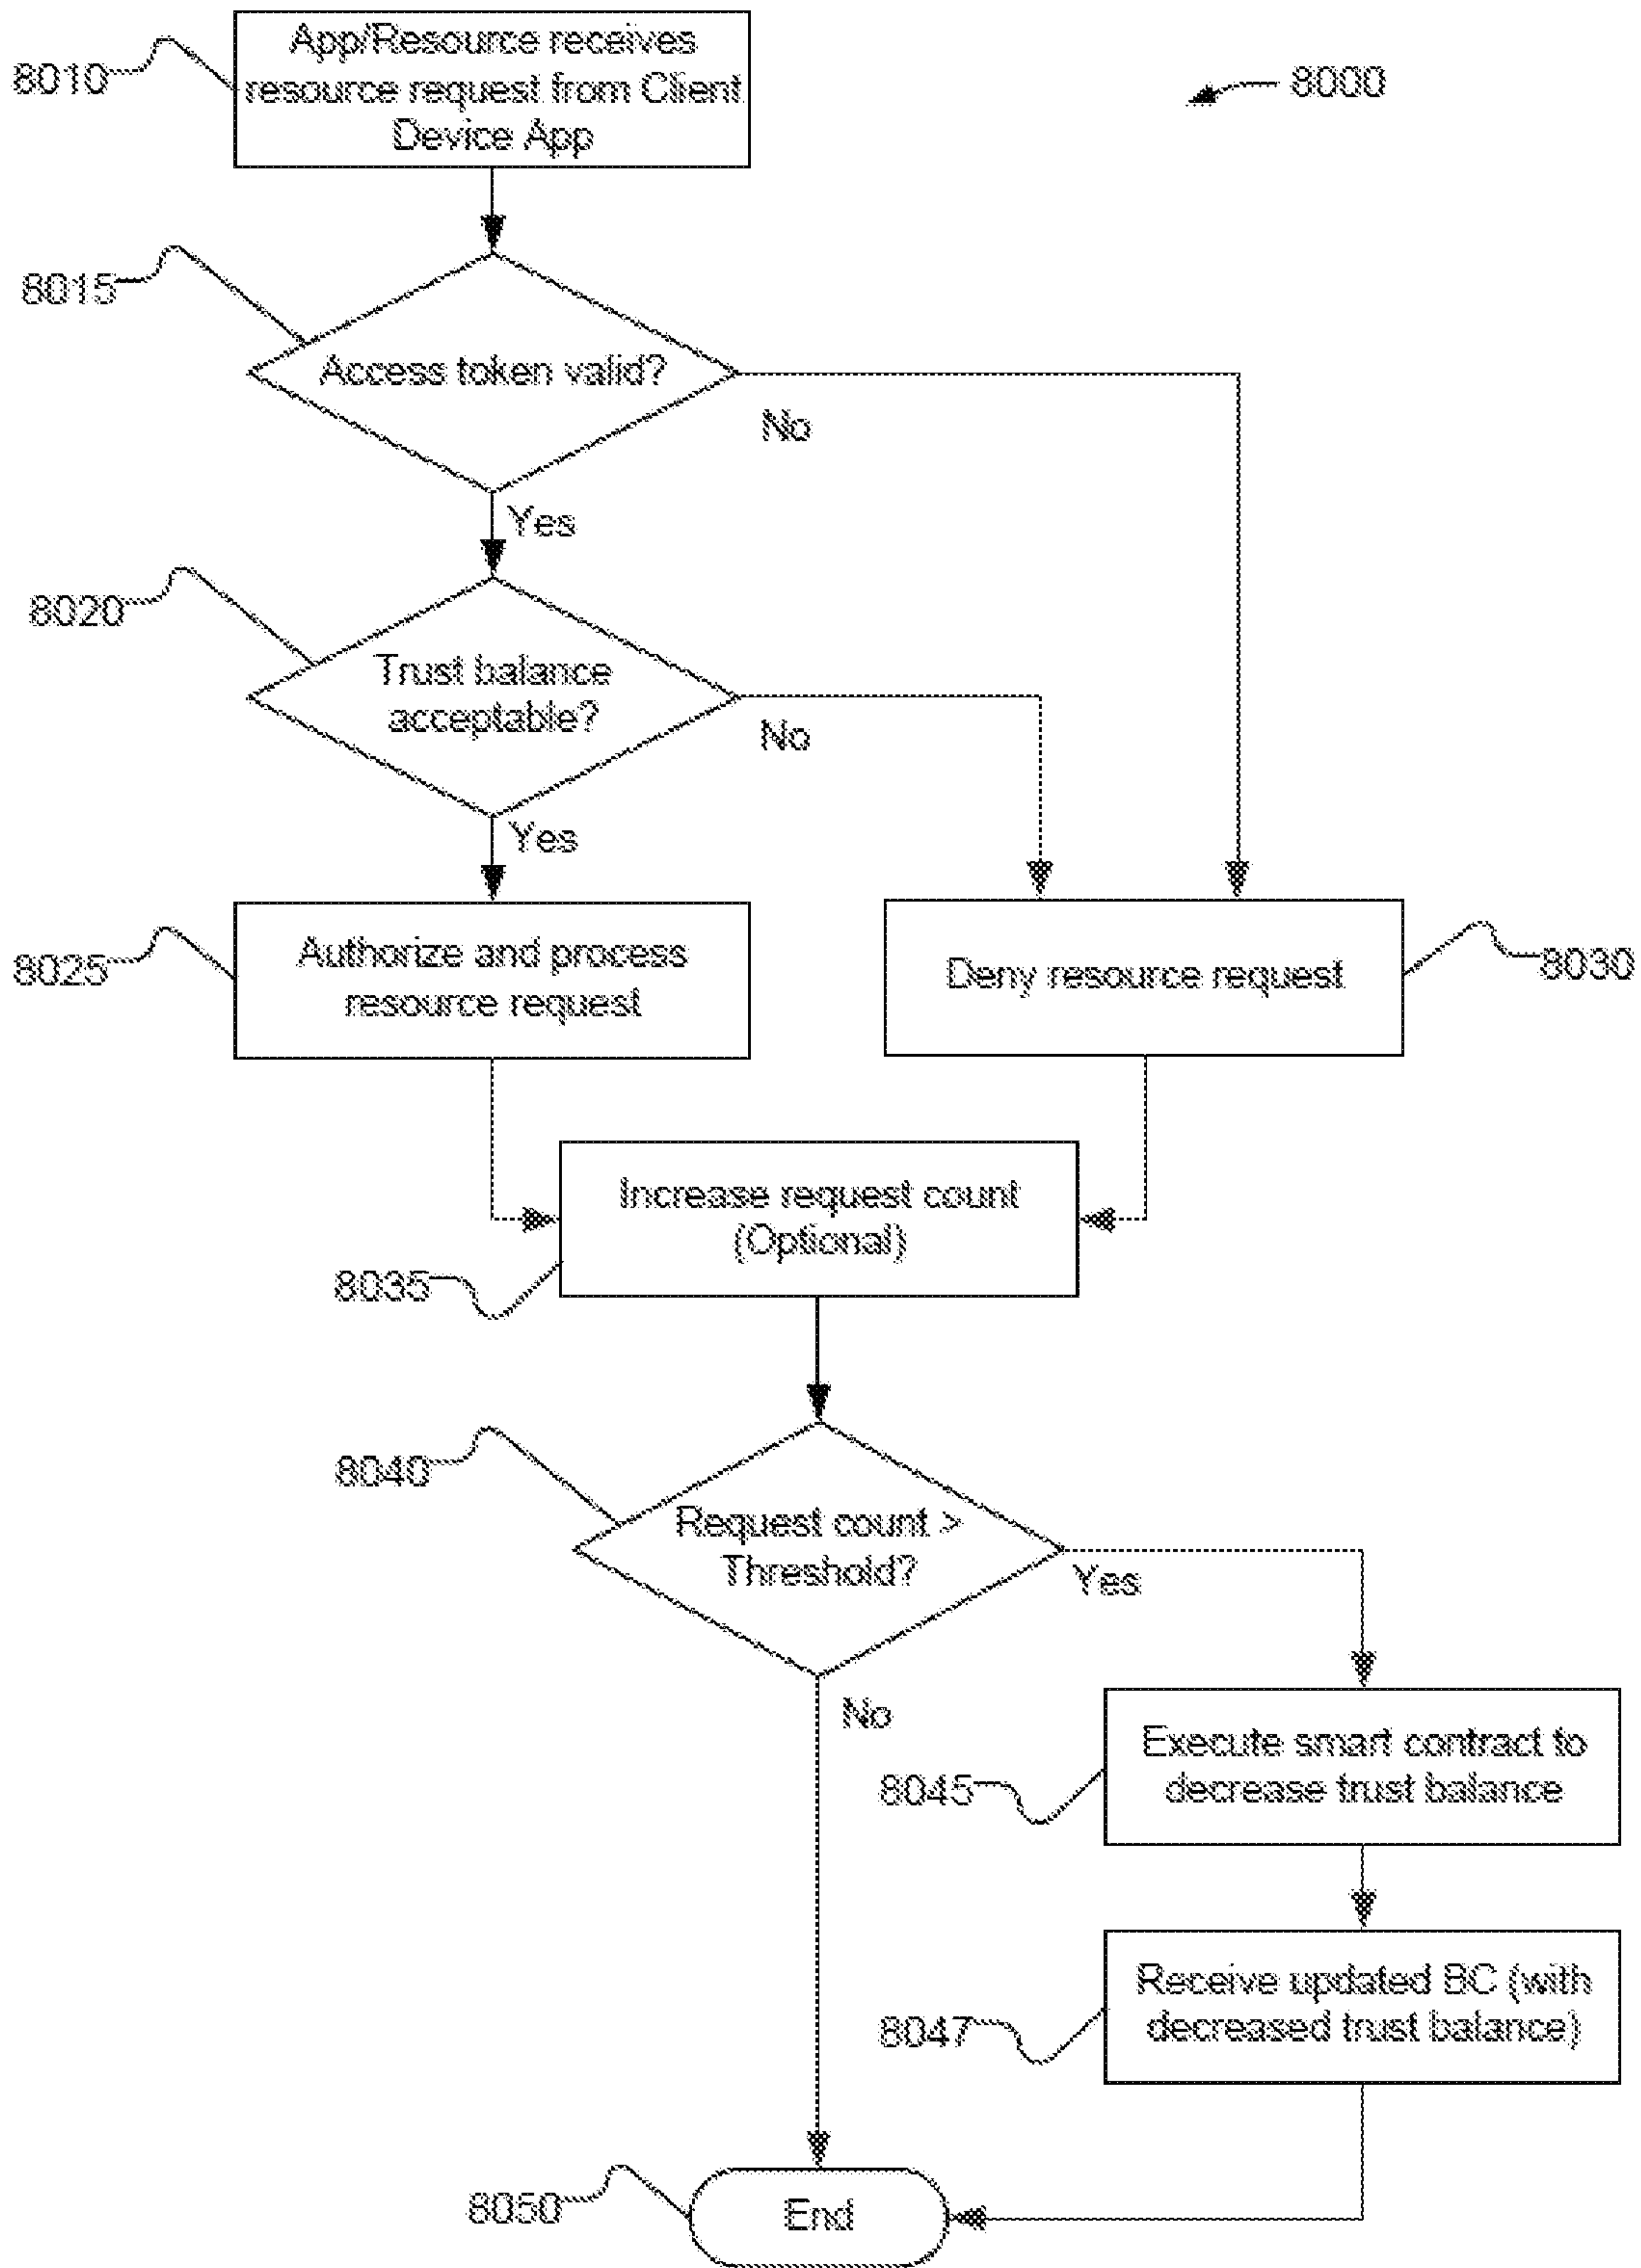 App/Resource receives
resource request from Client
Device App
8010
8000
8015
Access token valid?
No
Yes
8020
Trust balance
acceptable?
No
Yes
8025
Authorize and process
resource request
Deny resource request
8030
Increase request count
(Optional)
8035
8040
Request count >
Threshold?
Yes
No
Execute smart contract to
decrease trust balance
8045
Receive updated BC (with
decreased trust balance)
8047
8050
End